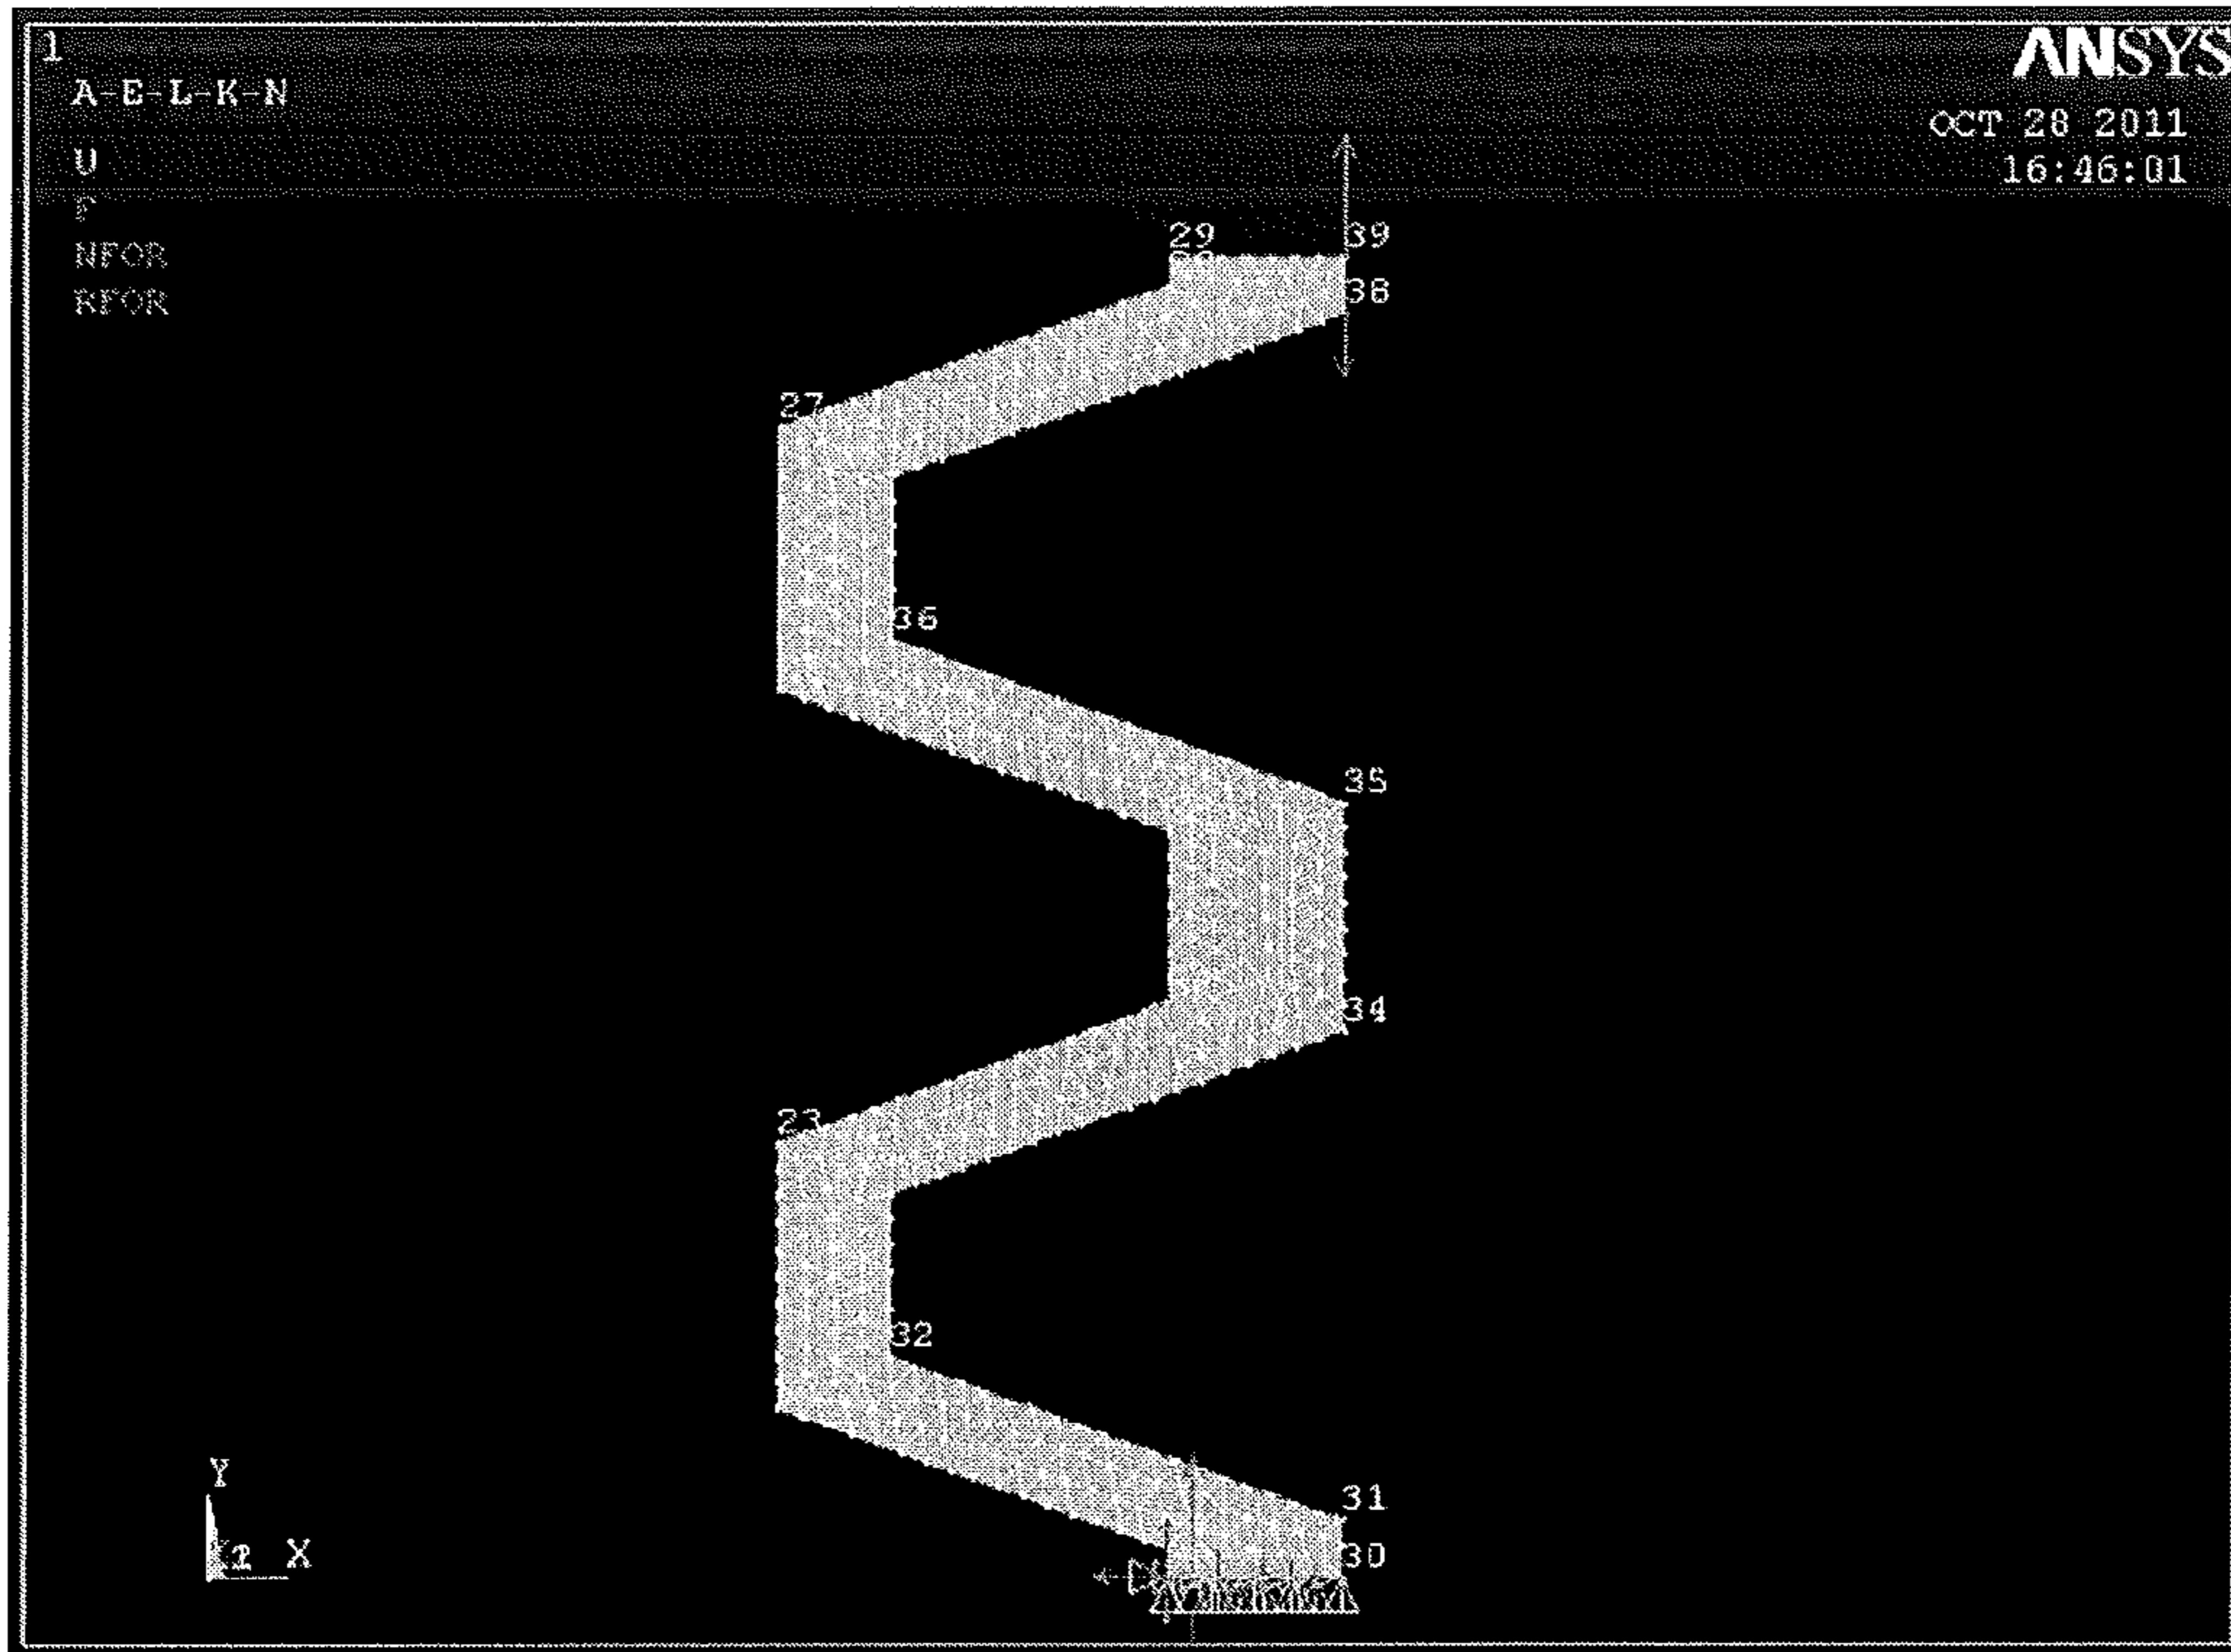 1
ANSYS
A-E-L-K-N
OCT 28 2011
U
16:46:01
F
NFOR
RFOR
29
39
38
27
36
35
34
23
32
31
30
Y
X